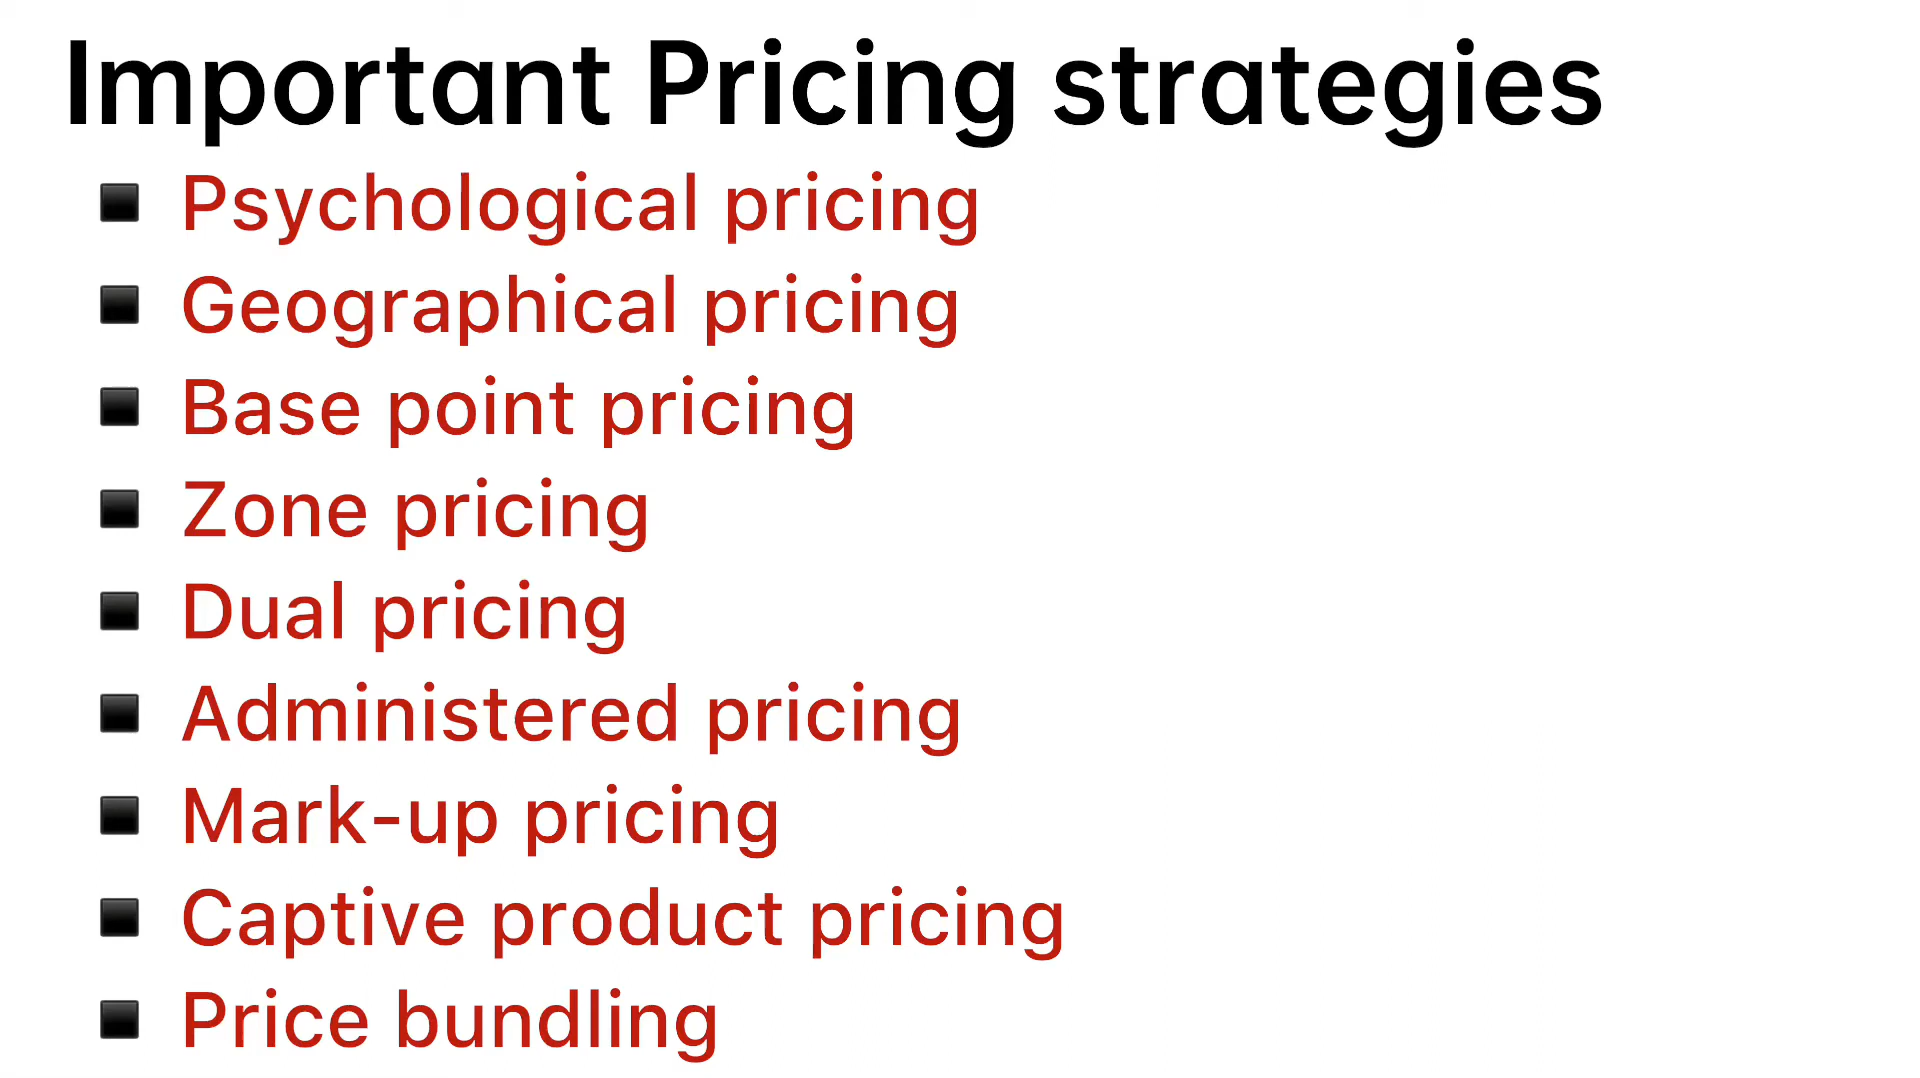 Important Pricing strategies
▪ Psychological pricing
▪ Geographical pricing
▪ Base point pricing
▪ Zone pricing
▪ Dual pricing
▪ Administered pricing
▪ Mark-up pricing
▪ Captive product pricing
▪ Price bundling